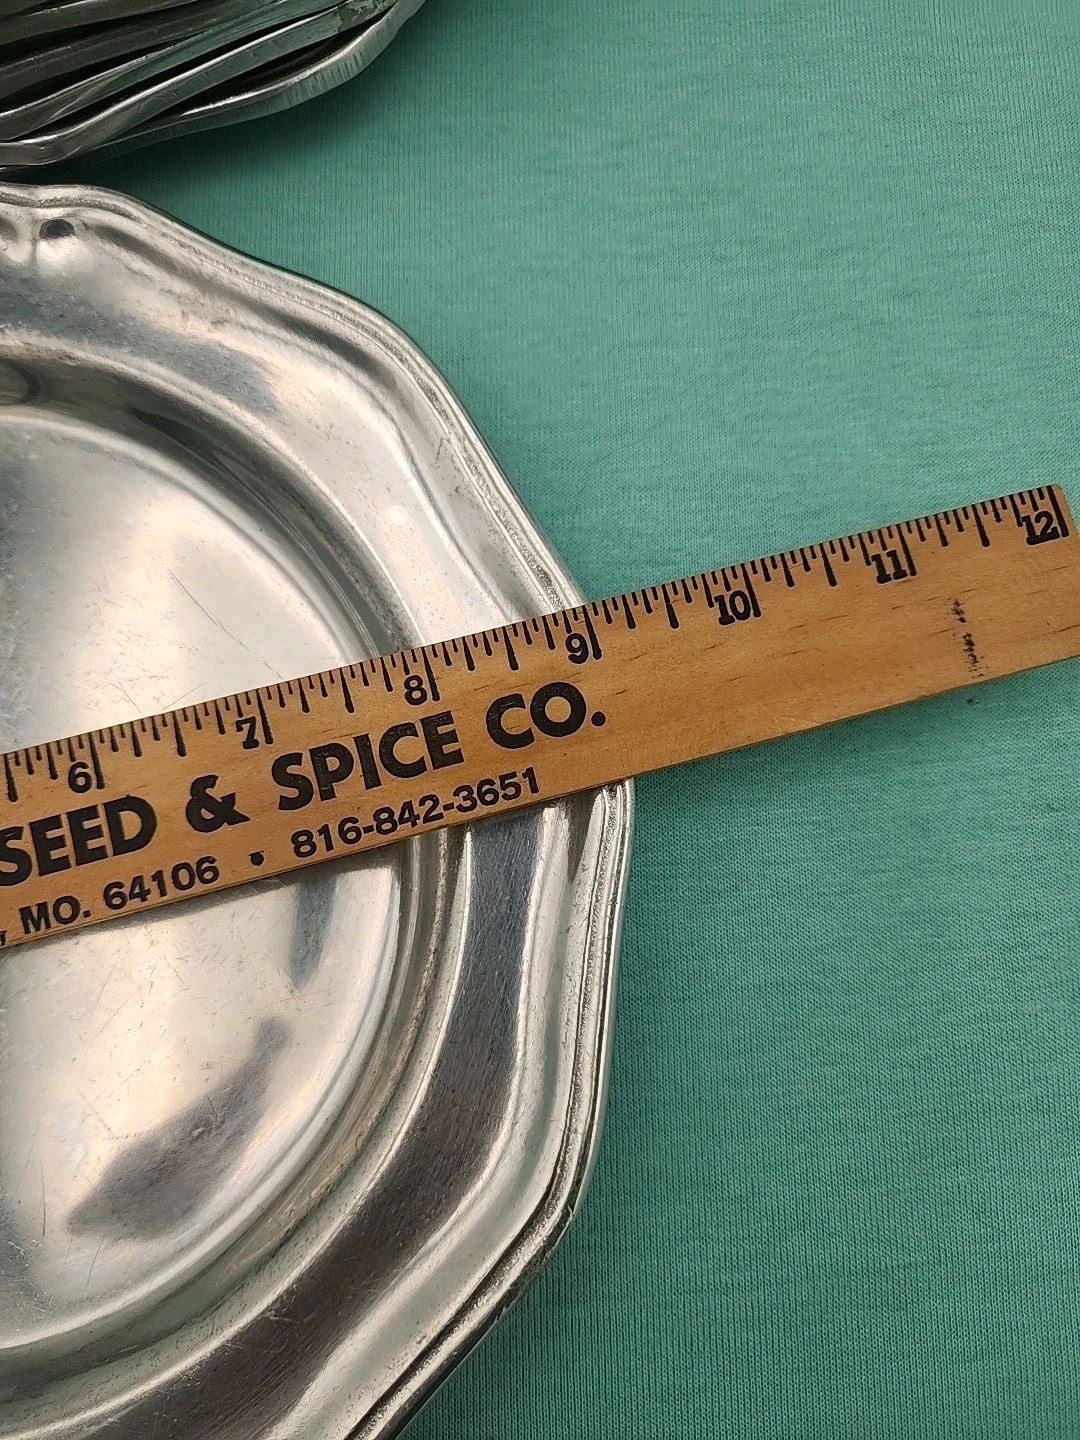 6 7 8 9 10 11 12
SEED & SPICE CO.
, MO. 64106 • 816-842-3651